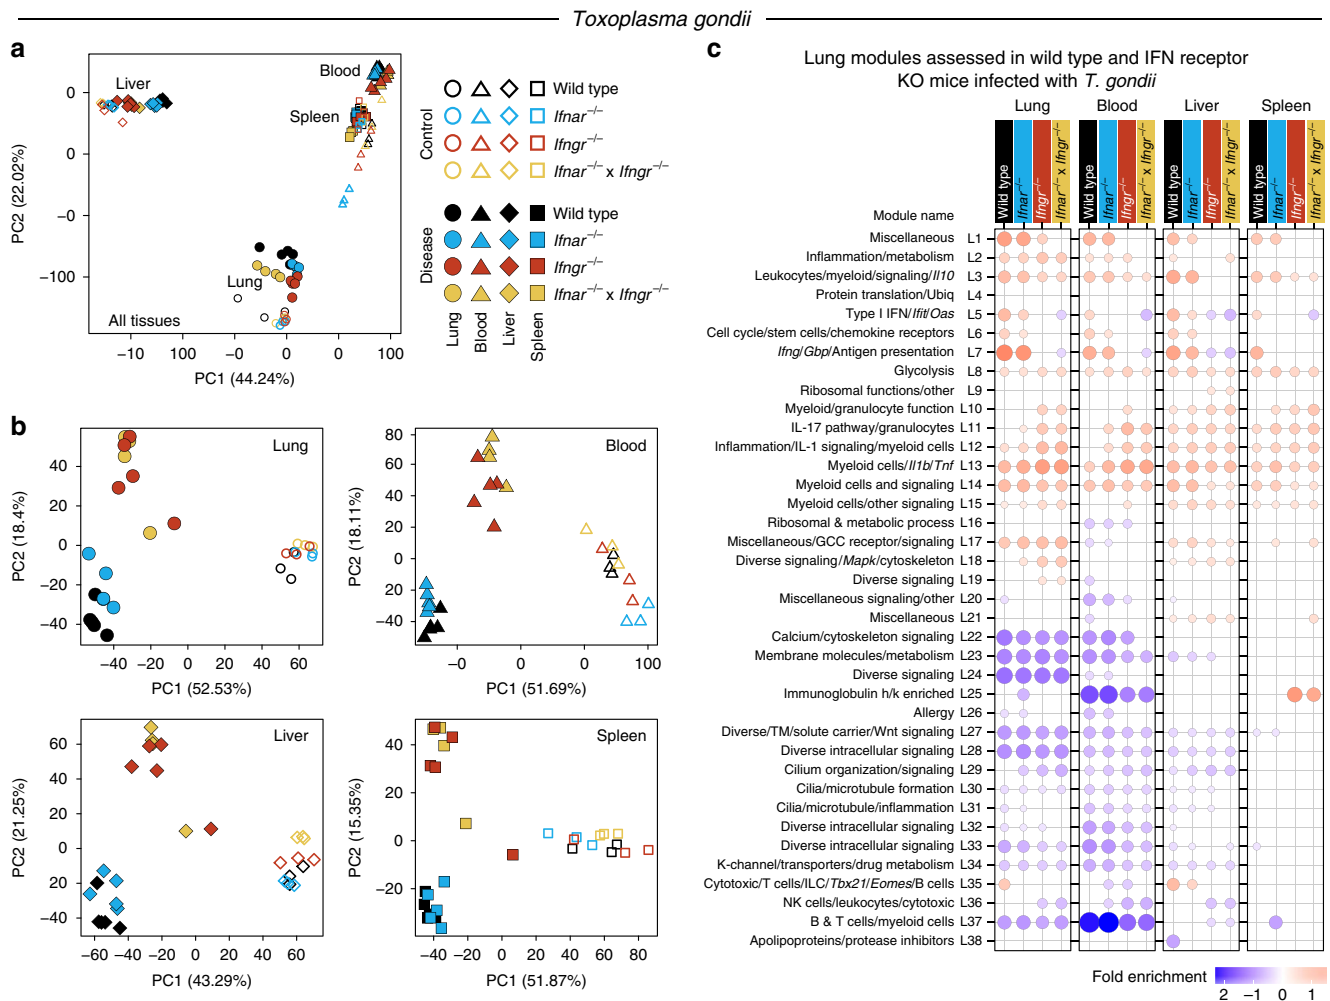 Toxoplasma gondii
a
0
0
−0
−100
PC2 (22.02%)
Liver
Blood
Spleen
Lung
All tissues
−10 100 −0 0 0 100
PC1 (44.24%)
Control
Wild type
Ifnar−/−
Ifngr−/−
Ifnar−/− x Ifngr−/−
Disease
Wild type
Ifnar−/−
Ifngr−/−
Ifnar−/− x Ifngr−/−
Lung
Blood
Liver
Spleen
b
Lung
PC2 (18.4%)
40
20
0
−20
−40
−40 −20 0 20 40 60
PC1 (52.53%)
Blood
PC2 (18.11%)
80
60
40
20
0
−20
−40
−0 0 0 100
PC1 (51.69%)
Liver
PC2 (21.25%)
60
40
20
0
20
−40
−60 −40 −20 0 20 40 60
PC1 (43.29%)
Spleen
PC2 (15.35%)
40
20
0
−20
−40 −20 0 20 40 60 80
PC1 (51.87%)
c
Lung modules assessed in wild type and IFN receptor
KO mice infected with T. gondii
Lung Blood Liver Spleen
Wild type Ifnar−/− Ifngr−/− Ifnar−/− x Ifngr−/− Wild type Ifnar−/− Ifngr−/− Ifnar−/− x Ifngr−/− Wild type Ifnar−/− Ifngr−/− Ifnar−/− x Ifngr−/− Wild type Ifnar−/− Ifngr−/− Ifnar−/− x Ifngr−/−
Module name
Miscellaneous L1
Inflammation/metabolism L2
Leukocytes/myeloid/signaling/Il10 L3
Protein translation/Ubiq L4
Type I IFN/Ifit/Oas L5
Cell cycle/stem cells/chemokine receptors L6
Ifng/Gbp/Antigen presentation L7
Glycolysis L8
Ribosomal functions/other L9
Myeloid/granulocyte function L10
IL-17 pathway/granulocytes L11
Inflammation/IL-1 signaling/myeloid cells L12
Myeloid cells/Il1b/Tnf L13
Myeloid cells and signaling L14
Myeloid cells/other signaling L15
Ribosomal & metabolic process L16
Miscellaneous/GCC receptor/signaling L17
Diverse signaling/Mapk/cytoskeleton L18
Diverse signaling L19
Miscellaneous signaling/other L20
Miscellaneous L21
Calcium/cytoskeleton signaling L22
Membrane molecules/metabolism L23
Diverse signaling L24
Immunoglobulin h/k enriched L25
Allergy L26
Diverse/TM/solute carrier/Wnt signaling L27
Diverse intracellular signaling L28
Cilium organization/signaling L29
Cilia/microtubule formation L30
Cilia/microtubule/inflammation L31
Diverse intracellular signaling L32
Diverse intracellular signaling L33
K-channel/transporters/drug metabolism L34
Cytotoxic/T cells/ILC/Tbx21/Eomes/B cells L35
NK cells/leukocytes/cytotoxic L36
B & T cells/myeloid cells L37
Apolipoproteins/protease inhibitors L38
Fold enrichment
2 −1 0 1